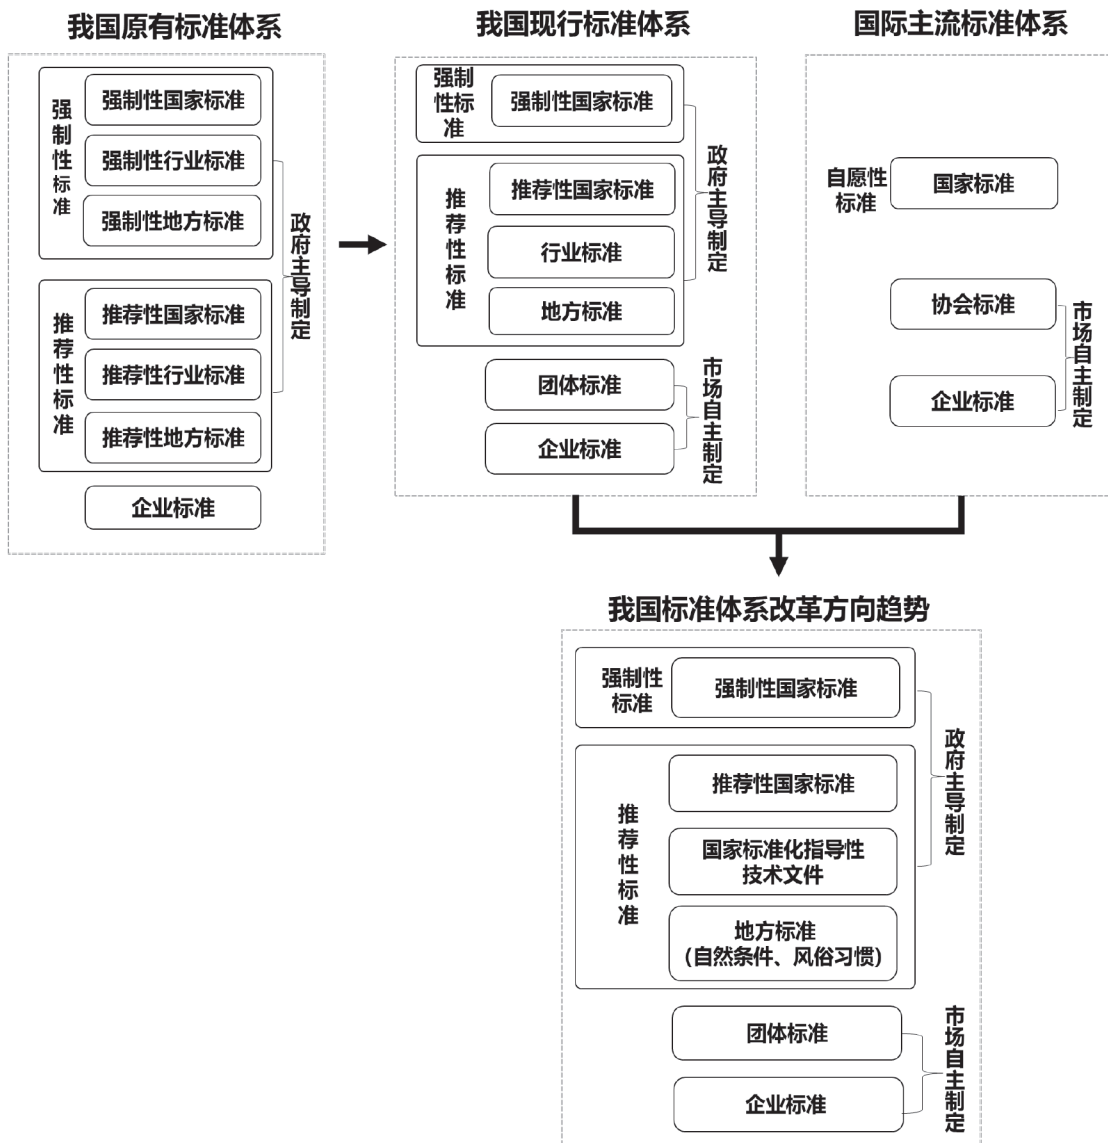 我国原有标准体系
强制性标准
强制性国家标准
强制性行业标准
强制性地方标准
推荐性标准
推荐性国家标准
推荐性行业标准
推荐性地方标准
企业标准
政府主导制定
我国现行标准体系
强制
性标
准
强制性国家标准
推荐性标准
推荐性国家标准
行业标准
地方标准
政府主导制定
团体标准
企业标准
市场自主制定
国际主流标准体系
自愿性
标准
国家标准
协会标准
企业标准
市场自主制定
我国标准体系改革方向趋势
强制性
标准
强制性国家标准
推荐性标准
推荐性国家标准
国家标准化指导性
技术文件
地方标准
（自然条件、风俗习惯）
政府主导制定
团体标准
企业标准
市场自主制定